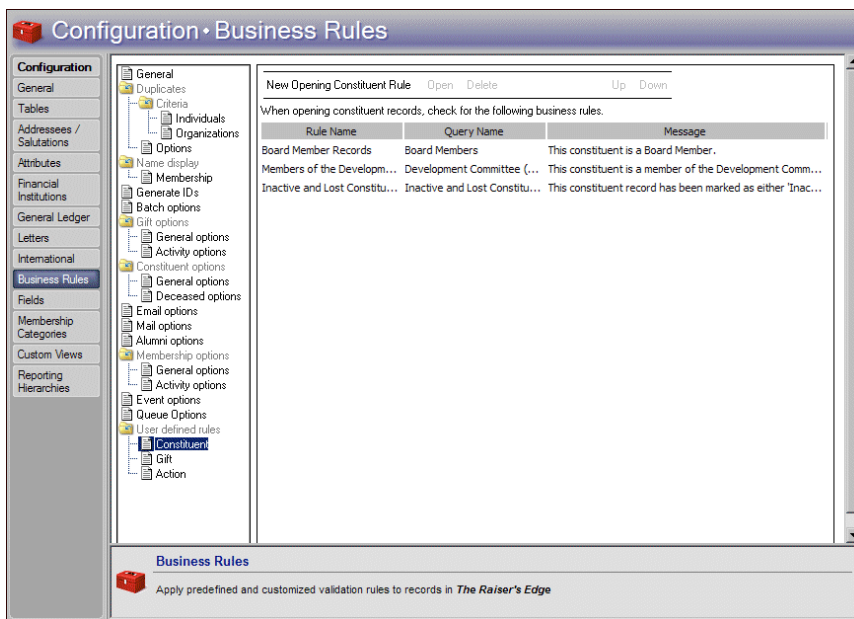 Configuration • Business Rules
Configuration
General
Tables
Addressees /
Salutations
Attributes
Financial
Institutions
General Ledger
Letters
International
Business Rules
Fields
Membership
Categories
Custom Views
Reporting
Hierarchies
General
Duplicates
Criteria
Individuals
Organizations
Options
Name display
Membership
Generate IDs
Batch options
Gift options
General options
Activity options
Constituent options
General options
Deceased options
Email options
Mail options
Alumni options
Membership options
General options
Activity options
Event options
Queue Options
User defined rules
Constituent
Gift
Action
New Opening Constituent Rule Open Delete Up Down
When opening constituent records, check for the following business rules.
Rule Name Query Name Message
Board Member Records Board Members This constituent is a Board Member.
Members of the Developm... Development Committee (... This constituent is a member of the Development Comm...
Inactive and Lost Constitu... Inactive and Lost Constitu... This constituent record has been marked as either 'Inac...
Business Rules
Apply predefined and customized validation rules to records in The Raiser's Edge